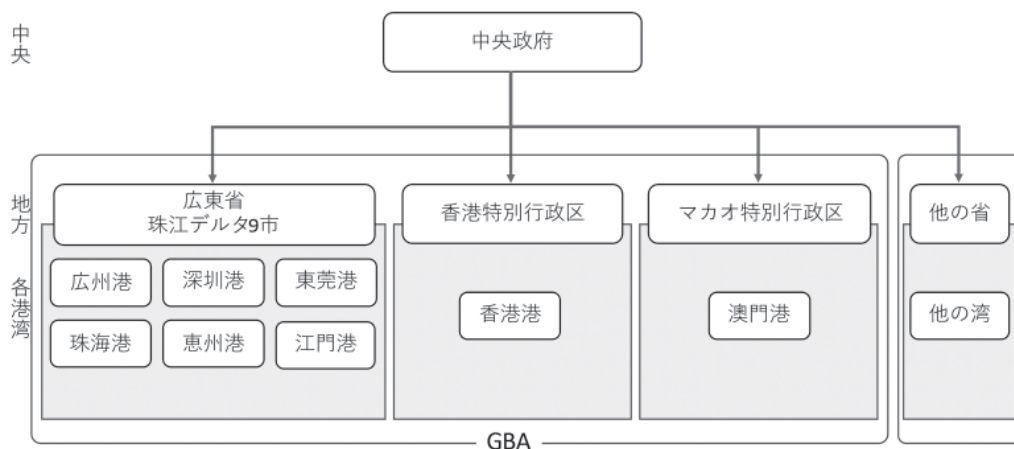 中央
中央政府
地方
広東省
珠江デルタ9市
香港特別行政区
マカオ特別行政区
他の省
各港湾
広州港
深圳港
東莞港
香港港
澳門港
他の湾
珠海港
恵州港
江門港
GBA